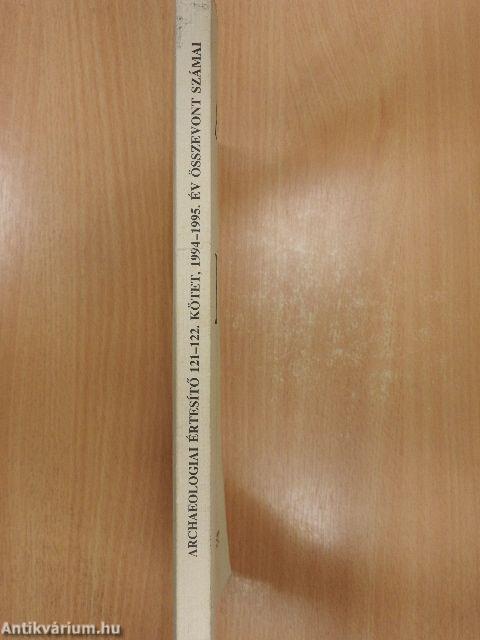 ARCHAEOLOGIAI ÉRTESÍTŐ 121-122. KÖTET, 1994-1995. ÉV ÖSSZEVONT SZÁMAI
Antikvárium.hu